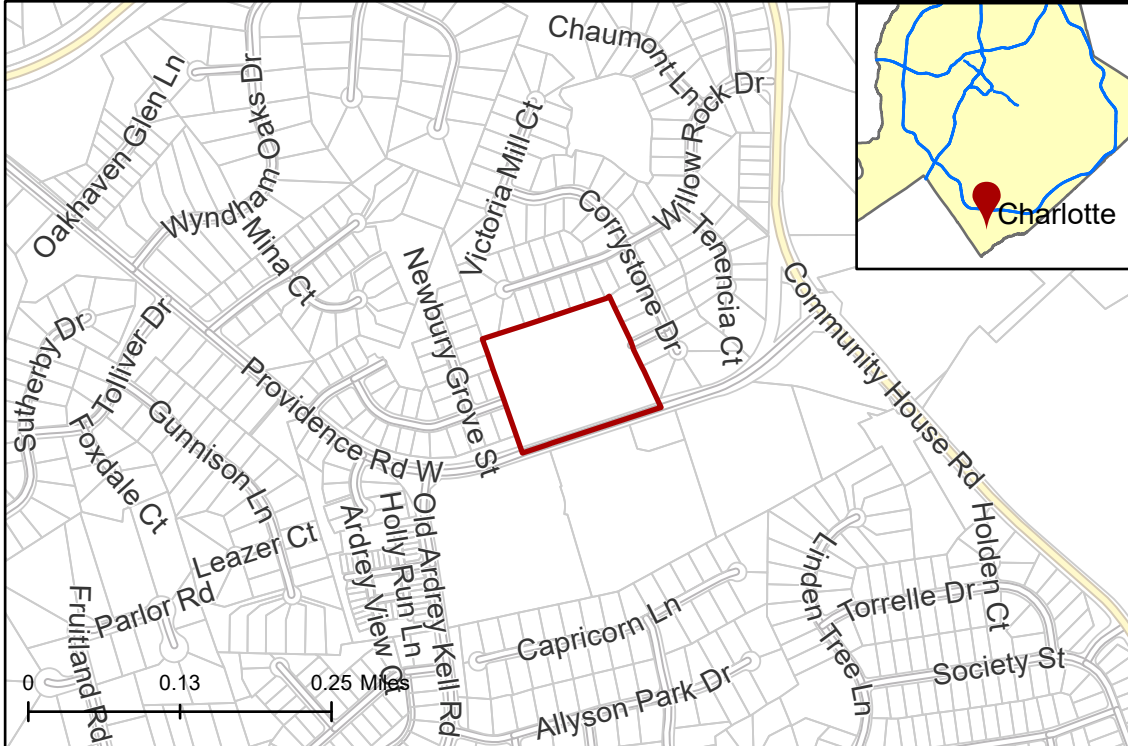 Chaumont Ln
Oakhaven Glen Ln
Wyndham Oaks Dr
Victoria Mill Ct
Willow Rock Dr
Corrystone Dr
Tenencia Ct
Charlotte
Mina Ct
Newbury Grove St
Community House Rd
Sutherby Dr
Tolliver Dr
Providence Rd W
Gunnison Ln
Foxdale Ct
Old Ardrey Kell Rd
Holly Run Ln
Ardrey View Ct
Leazer Ct
Parlor Rd
Fruitland Rd
Capricorn Ln
Allyson Park Dr
Linden Tree Ln
Torrelle Dr
Holden Ct
Society St
0 0.13 0.25 Miles